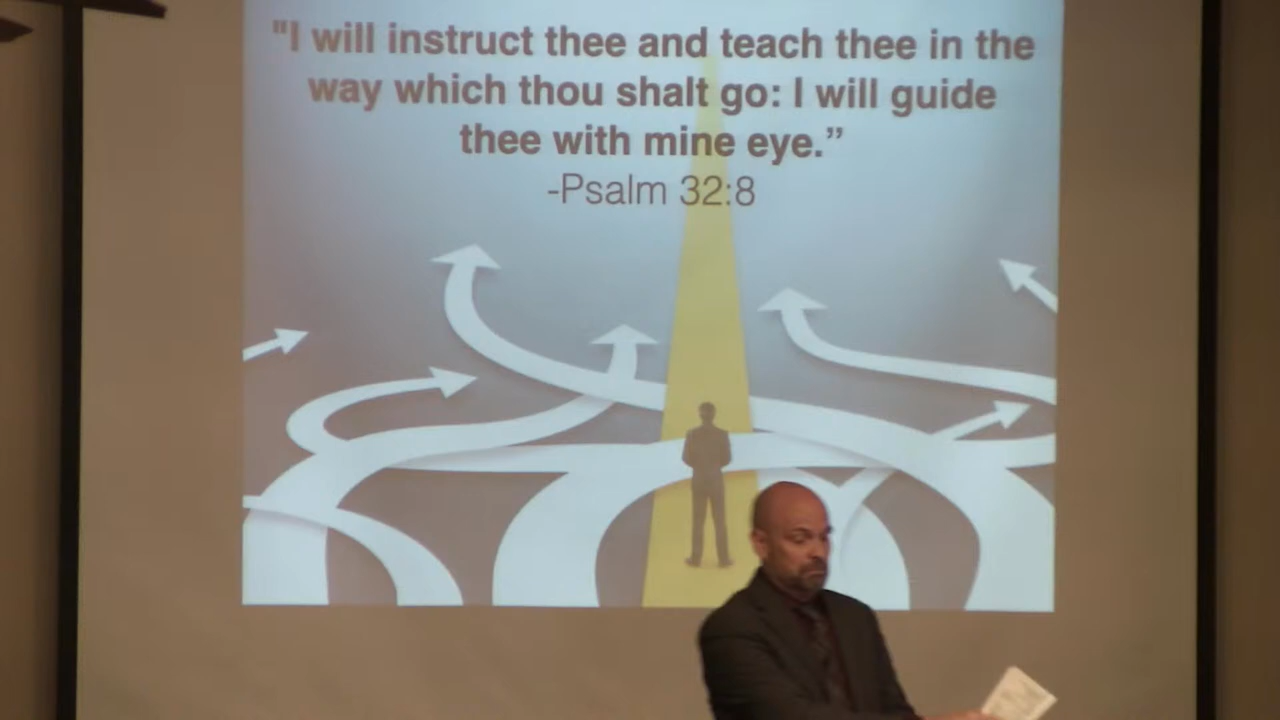 "I will instruct thee and teach thee in the
way which thou shalt go: I will guide
thee with mine eye.”
-Psalm 32:8